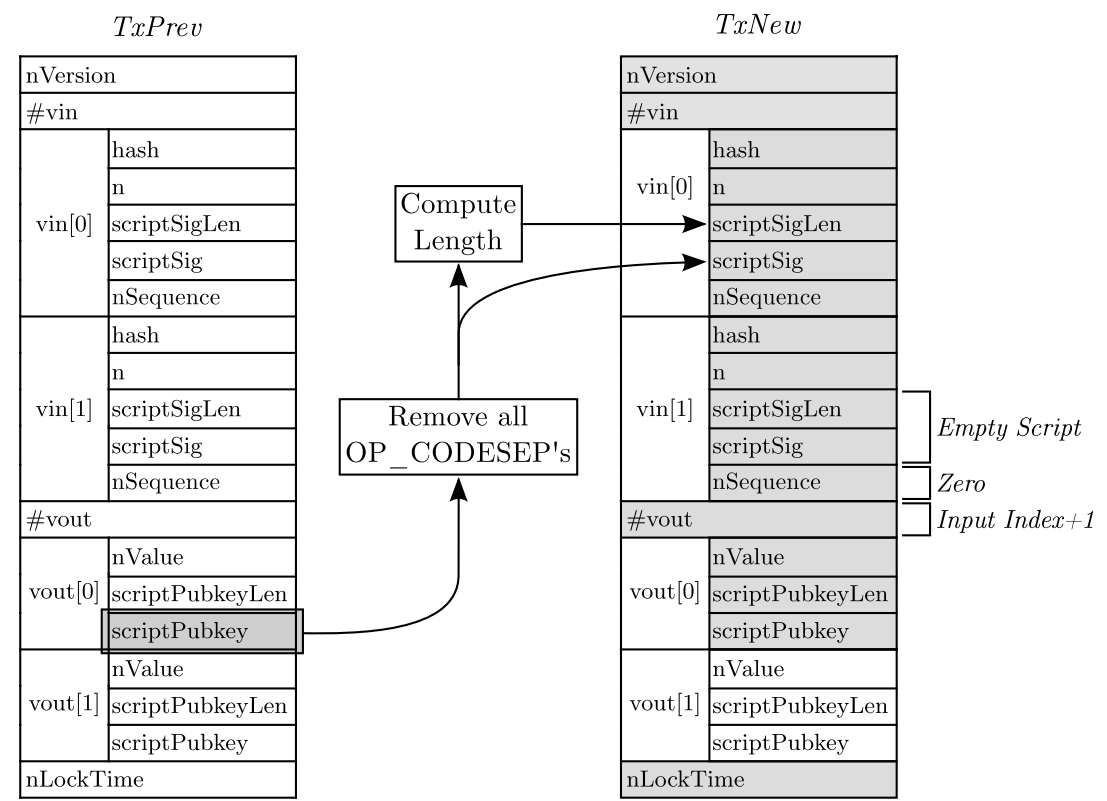 TxPrev
nVersion
#vin
vin[0]
hash
n
scriptSigLen
scriptSig
nSequence
vin[1]
hash
n
scriptSigLen
scriptSig
nSequence
#vout
vout[0]
nValue
scriptPubkeyLen
scriptPubkey
vout[1]
nValue
scriptPubkeyLen
scriptPubkey
nLockTime
Compute
Length
Remove all
OP_CODESEP's
TxNew
nVersion
#vin
vin[0]
hash
n
scriptSigLen
scriptSig
nSequence
vin[1]
hash
n
scriptSigLen
scriptSig
nSequence
#vout
vout[0]
nValue
scriptPubkeyLen
scriptPubkey
vout[1]
nValue
scriptPubkeyLen
scriptPubkey
nLockTime
Empty Script
Zero
Input Index+1